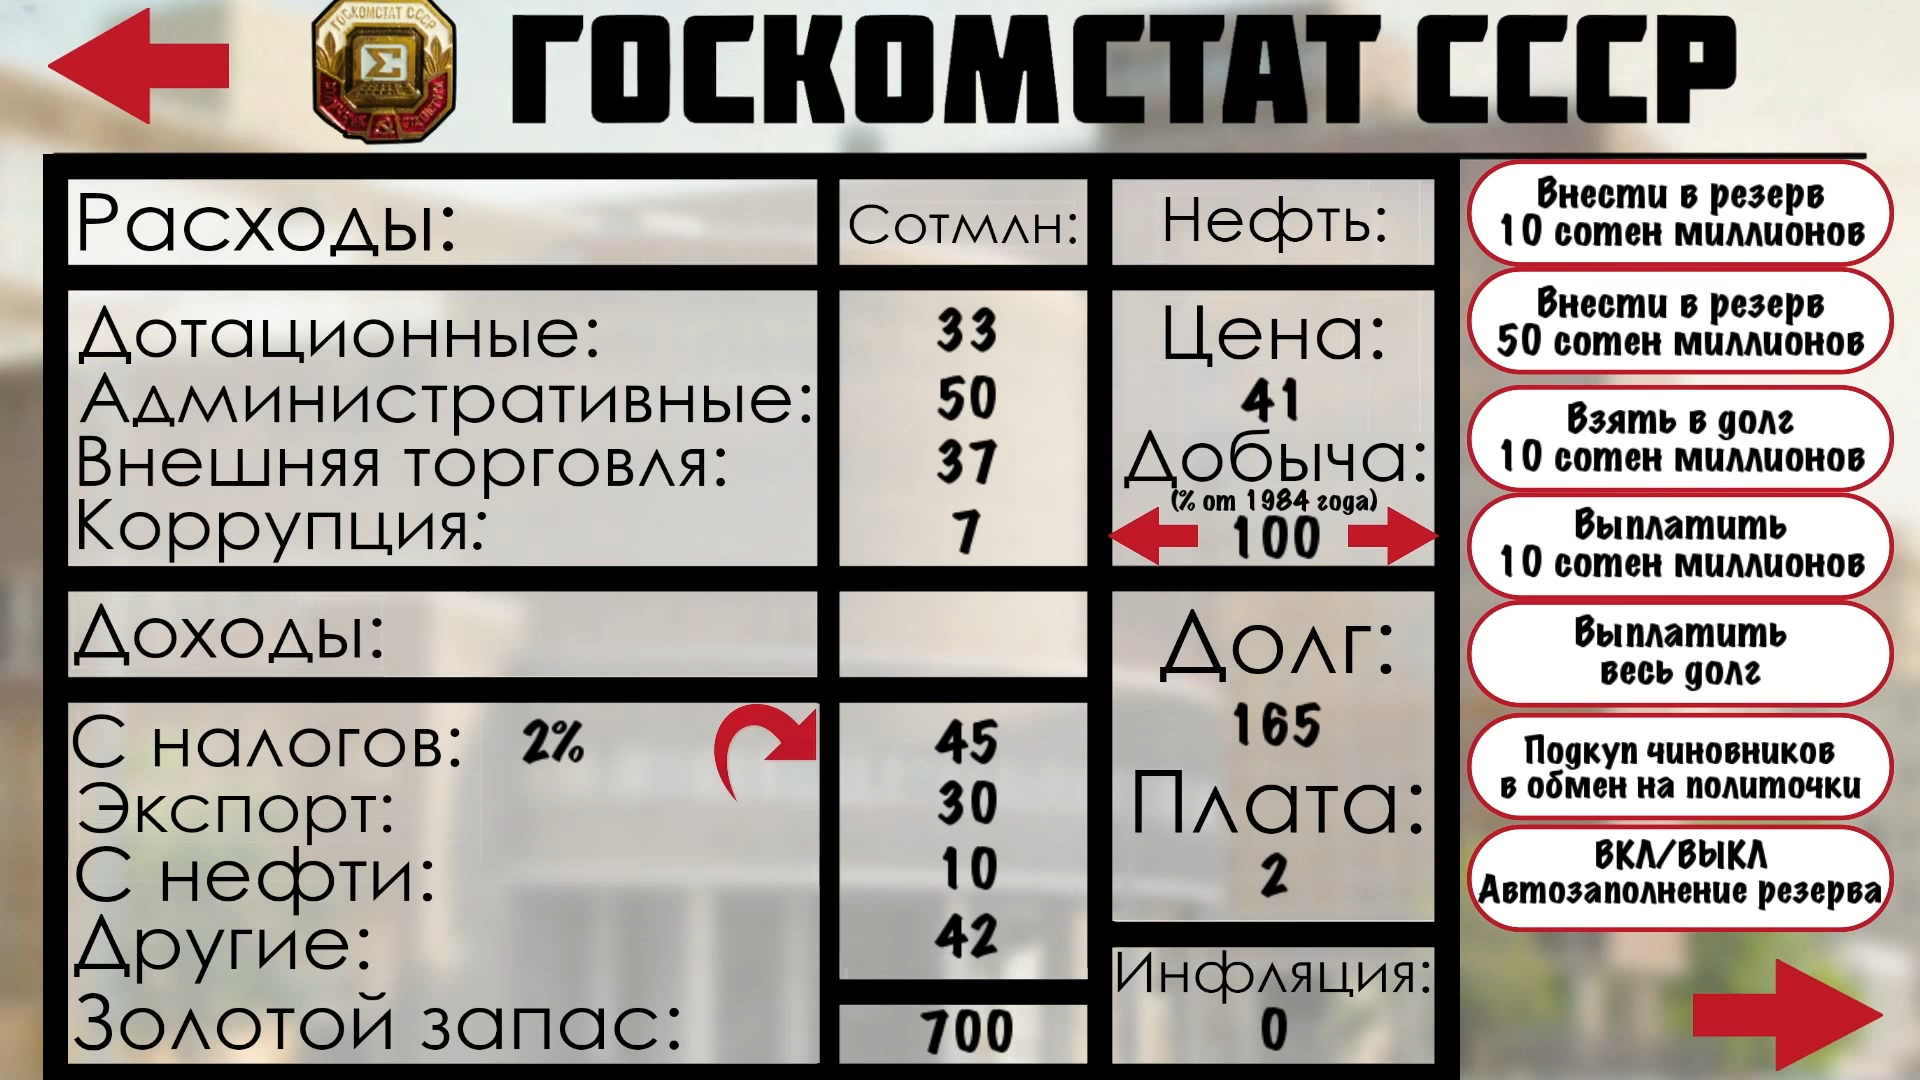 ГОСКОМСТАТ СССР
ГОСКОМСТАТ СССР
Расходы:
Сотмлн:
Нефть:
Дотационные:
33
Административные:
50
Внешняя торговля:
37
Коррупция:
7
Цена:
41
Добыча:
(% от 1984 года)
100
Доходы:
С налогов: 2%
45
Экспорт:
30
С нефти:
10
Другие:
42
Золотой запас:
700
Долг:
165
Плата:
2
Инфляция:
0
Внести в резерв
10 сотен миллионов
Внести в резерв
50 сотен миллионов
Взять в долг
10 сотен миллионов
Выплатить
10 сотен миллионов
Выплатить
весь долг
Подкуп чиновников
в обмен на политочки
ВКЛ/ВЫКЛ
Автозаполнение резерва